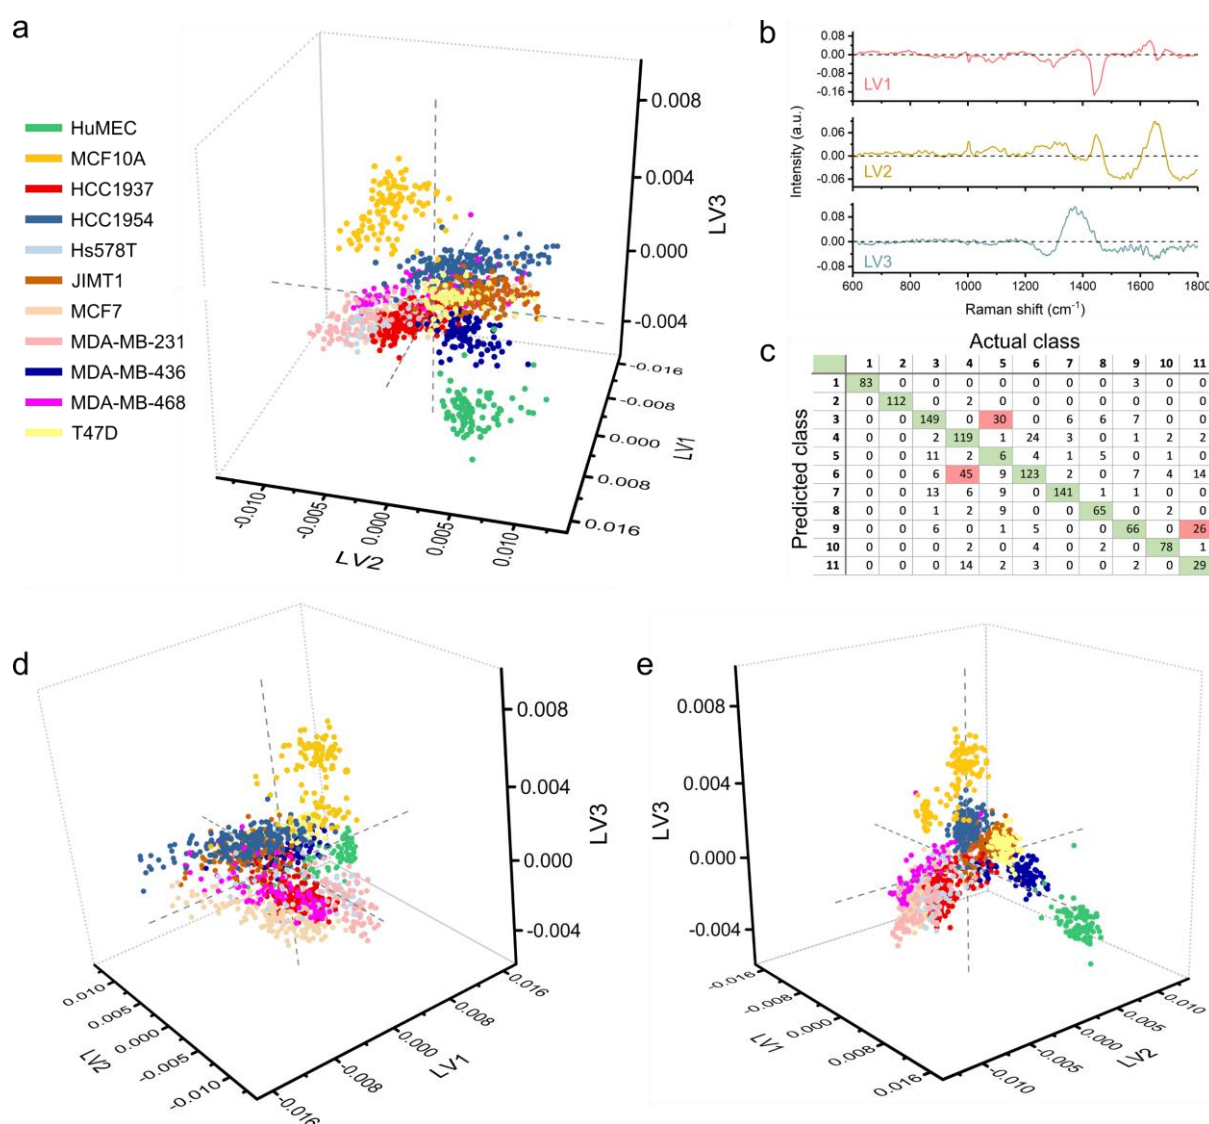 a
HuMEC
MCF10A
HCC1937
HCC1954
Hs578T
JIMT1
MCF7
MDA-MB-231
MDA-MB-436
MDA-MB-468
T47D
0.008
0.004
0.000
-0.004
LV3
-0.016
-0.008
0.000
0.008
0.016
LV1
-0.010
-0.005
0.000
0.005
0.010
LV2
b
Intensity (a.u.)
0.08
0.00
-0.08
-0.16
LV1
0.06
0.00
-0.06
LV2
0.08
0.00
-0.08
LV3
600 800 1000 1200 1400 1600 1800
Raman shift (cm⁻¹)
c
Actual class
Predicted class
1 2 3 4 5 6 7 8 9 10 11
1 83 0 0 0 0 0 0 0 3 0 0
2 0 112 0 2 0 0 0 0 0 0 0
3 0 0 149 0 30 0 6 6 7 0 0
4 0 0 2 119 1 24 3 0 1 2 2
5 0 0 11 2 6 4 1 5 0 1 0
6 0 0 6 45 9 123 2 0 7 4 14
7 0 0 13 6 9 0 141 1 1 0 0
8 0 0 1 2 9 0 0 65 0 2 0
9 0 0 6 0 1 5 0 0 66 0 26
10 0 0 0 2 0 4 0 2 0 78 1
11 0 0 0 14 2 3 0 0 2 0 29
d
0.008
0.004
0.000
-0.004
LV3
0.010
0.005
0.000
-0.005
-0.010
LV2
0.016
0.008
0.000
-0.008
-0.016
LV1
e
0.008
0.004
0.000
-0.004
LV3
-0.016
-0.008
0.000
0.008
0.016
LV1
0.010
0.005
0.000
-0.005
-0.010
LV2